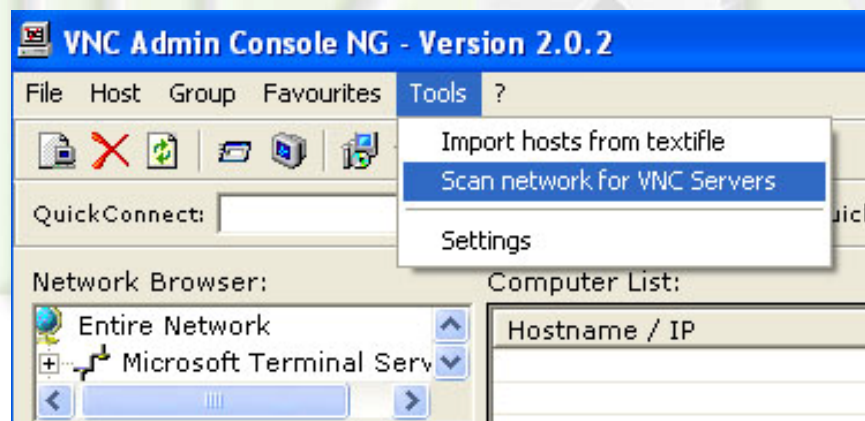 VNC Admin Console NG - Version 2.0.2
File Host Group Favourites Tools ?
Import hosts from textifle
Scan network for VNC Servers
Settings
QuickConnect:
Network Browser:
Entire Network
Microsoft Terminal Serv
Computer List:
Hostname / IP